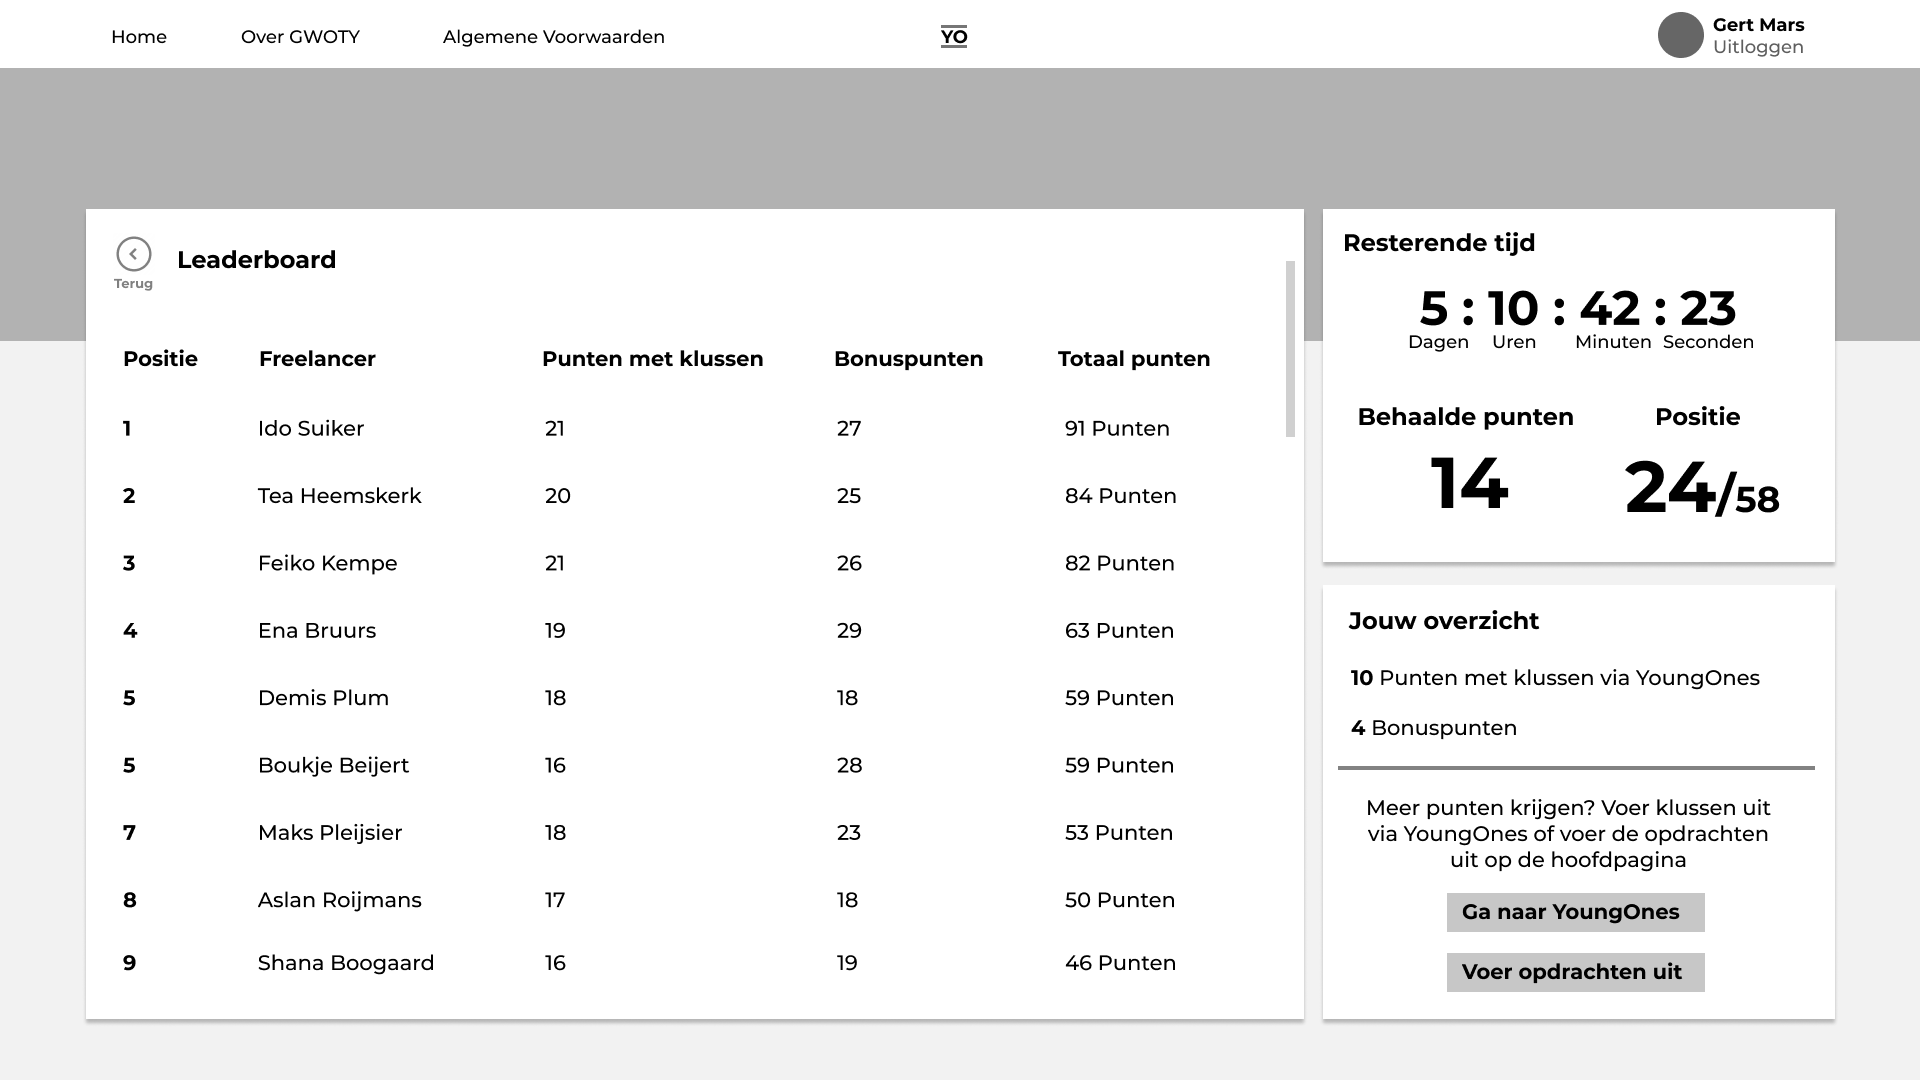 Home Over GWOTY Algemene Voorwaarden YO Gert Mars
Uitloggen
Leaderboard
Terug
Positie Freelancer Punten met klussen Bonuspunten Totaal punten
1 Ido Suiker 21 27 91 Punten
2 Tea Heemskerk 20 25 84 Punten
3 Feiko Kempe 21 26 82 Punten
4 Ena Bruurs 19 29 63 Punten
5 Demis Plum 18 18 59 Punten
5 Boukje Beijert 16 28 59 Punten
7 Maks Pleijsier 18 23 53 Punten
8 Aslan Roijmans 17 18 50 Punten
9 Shana Boogaard 16 19 46 Punten
Resterende tijd
5 : 10 : 42 : 23
Dagen Uren Minuten Seconden
Behaalde punten Positie
14 24/58
Jouw overzicht
10 Punten met klussen via YoungOnes
4 Bonuspunten
Meer punten krijgen? Voer klussen uit
via YoungOnes of voer de opdrachten
uit op de hoofdpagina
Ga naar YoungOnes
Voer opdrachten uit